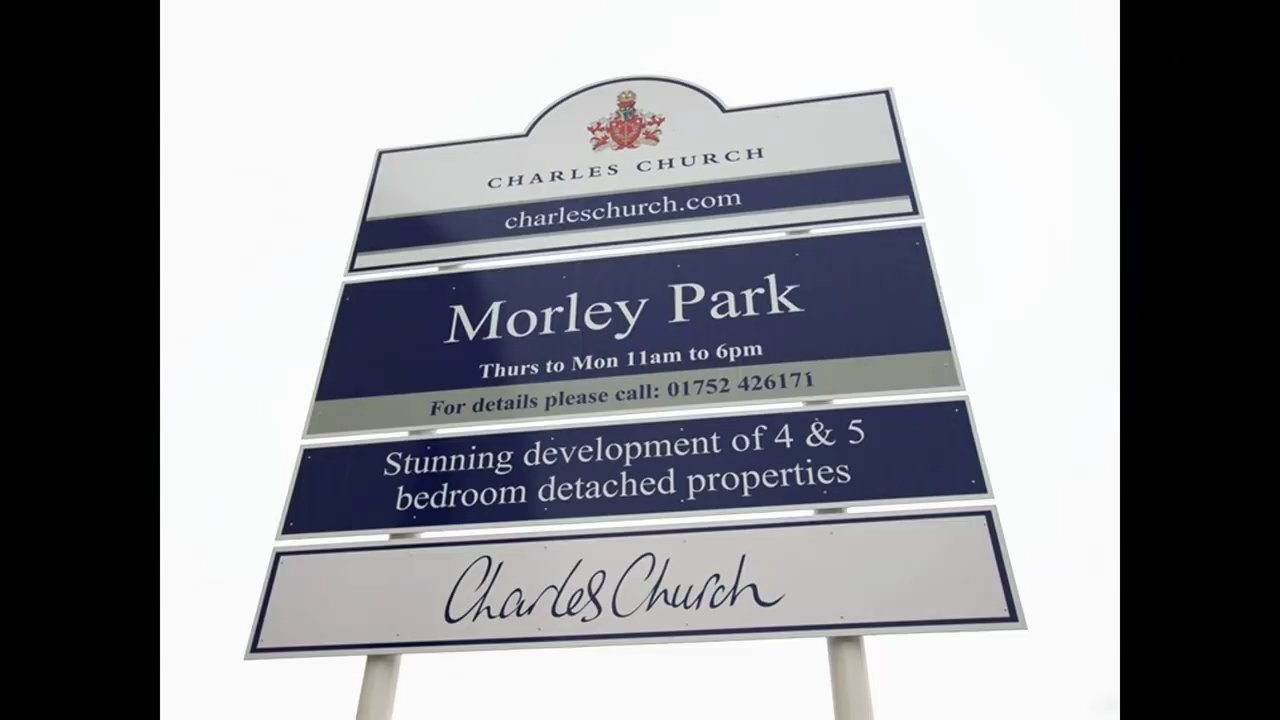 CHARLES CHURCH
charleschurch.com
Morley Park
Thurs to Mon 11am to 6pm
For details please call: 01752 426171
Stunning development of 4 & 5
bedroom detached properties
Charles Church